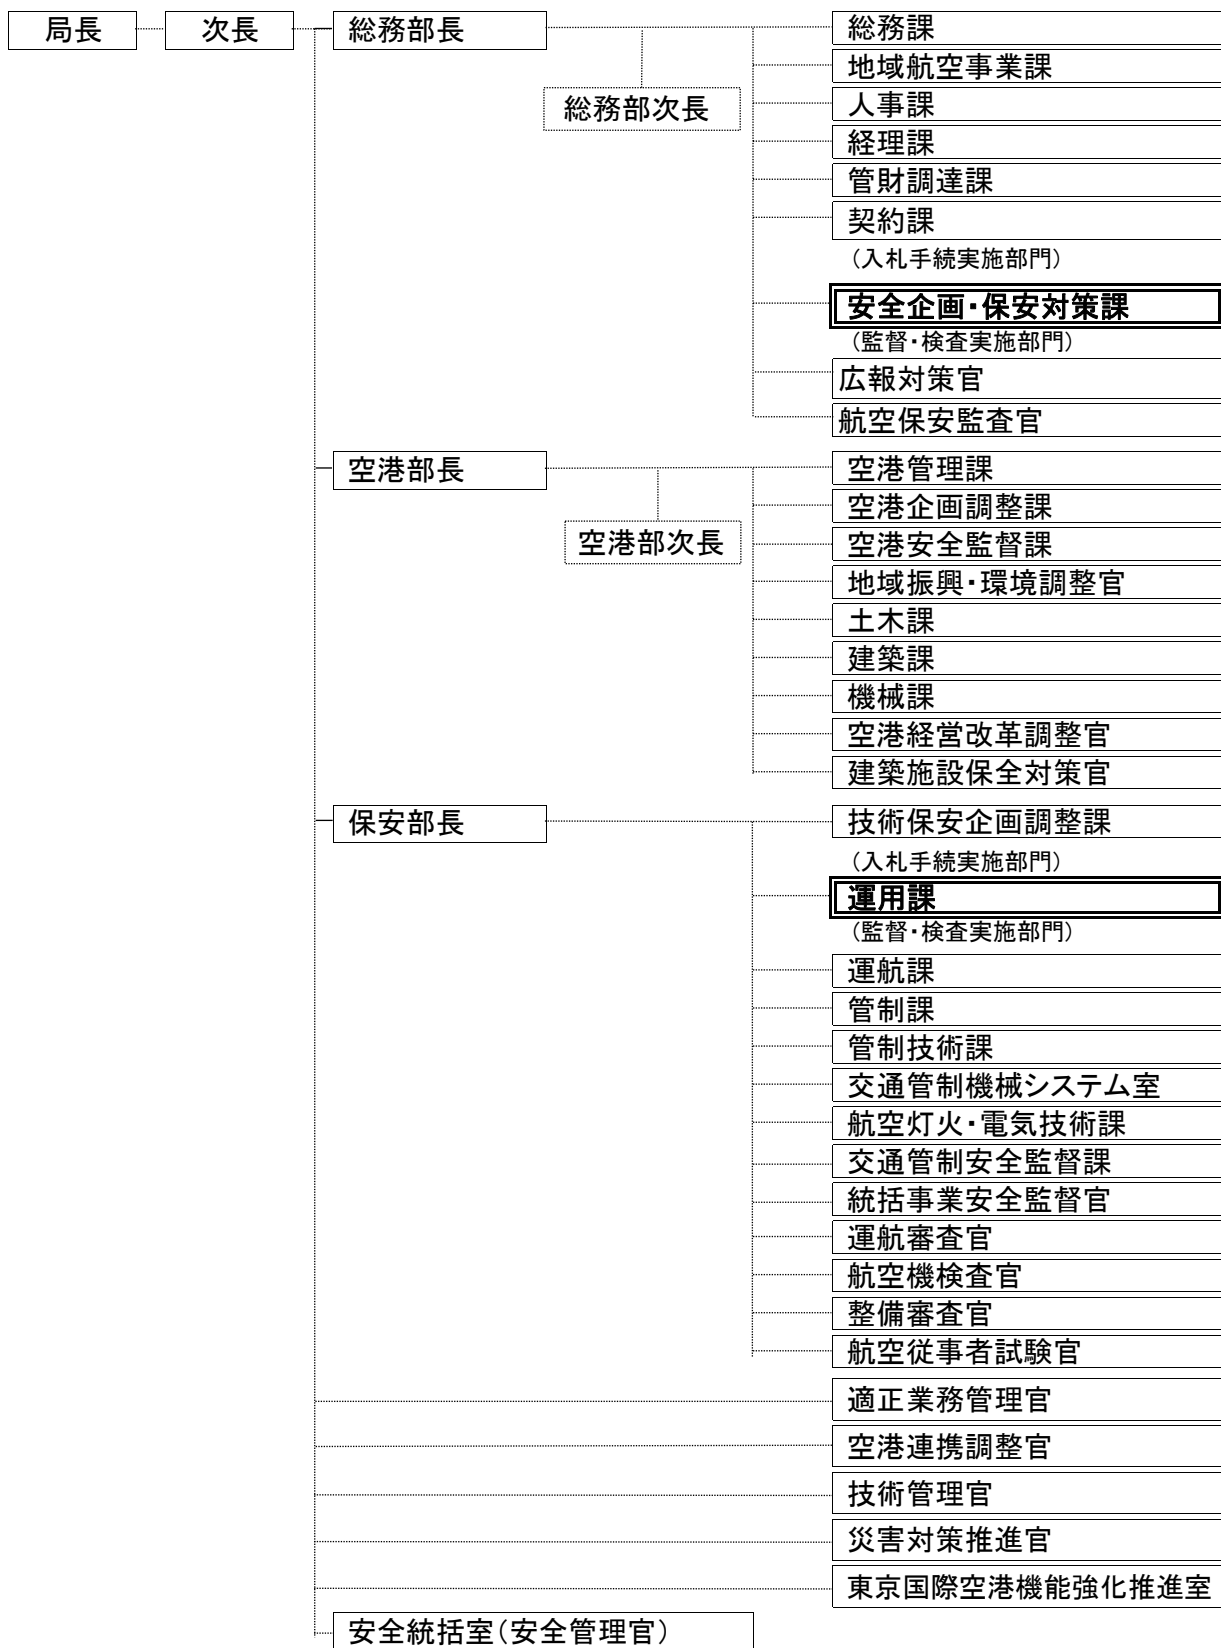 局長
次長
総務部長
総務部次長
総務課
地域航空事業課
人事課
経理課
管財調達課
契約課
（入札手続実施部門）
安全企画・保安対策課
（監督・検査実施部門）
広報対策官
航空保安監査官
空港部長
空港部次長
空港管理課
空港企画調整課
空港安全監督課
地域振興・環境調整官
土木課
建築課
機械課
空港経営改革調整官
建築施設保全対策官
保安部長
技術保安企画調整課
（入札手続実施部門）
運用課
（監督・検査実施部門）
運航課
管制課
管制技術課
交通管制機械システム室
航空灯火・電気技術課
交通管制安全監督課
統括事業安全監督官
運航審査官
航空機検査官
整備審査官
航空従事者試験官
適正業務管理官
空港連携調整官
技術管理官
災害対策推進官
東京国際空港機能強化推進室
安全統括室（安全管理官）